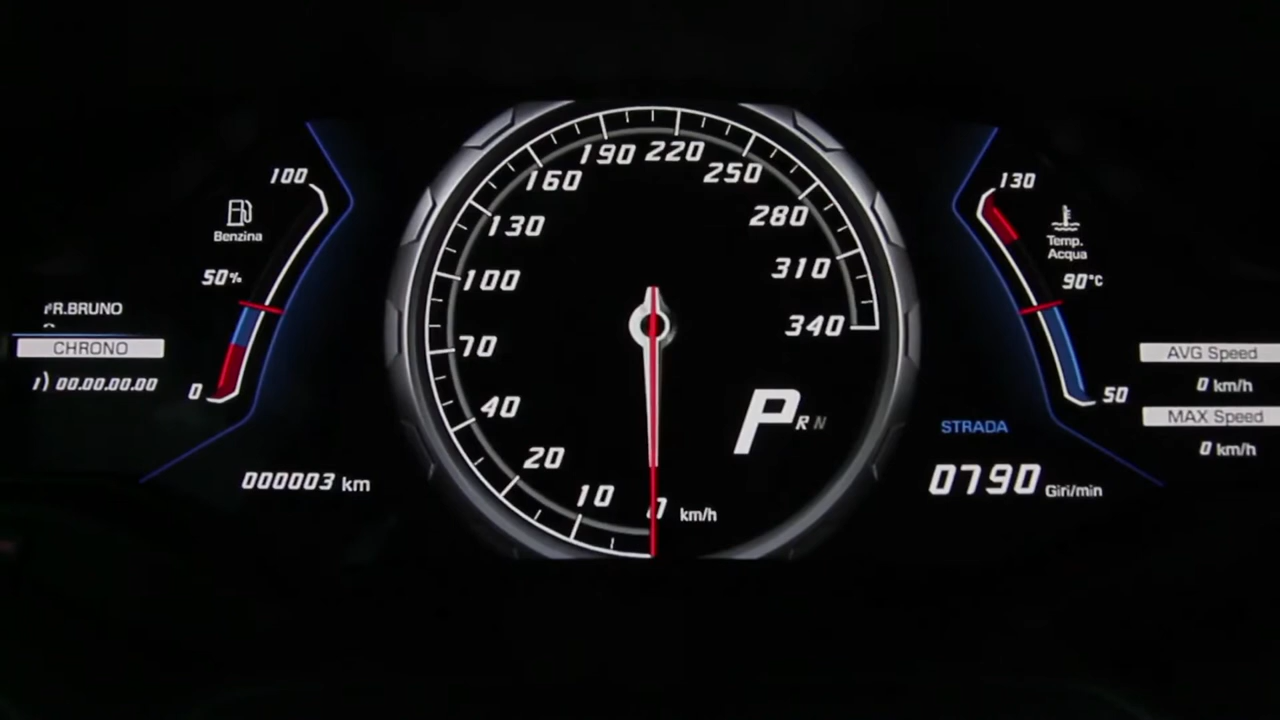 100
Benzina
50%
0
R.BRUNO
CHRONO
1) 00.00.00.00
000003 km
0
10
20
40
70
100
130
160
190
220
250
280
310
340
km/h
P R N
130
Temp.
Acqua
90°C
50
STRADA
0790 Giri/min
AVG Speed
0 km/h
MAX Speed
0 km/h